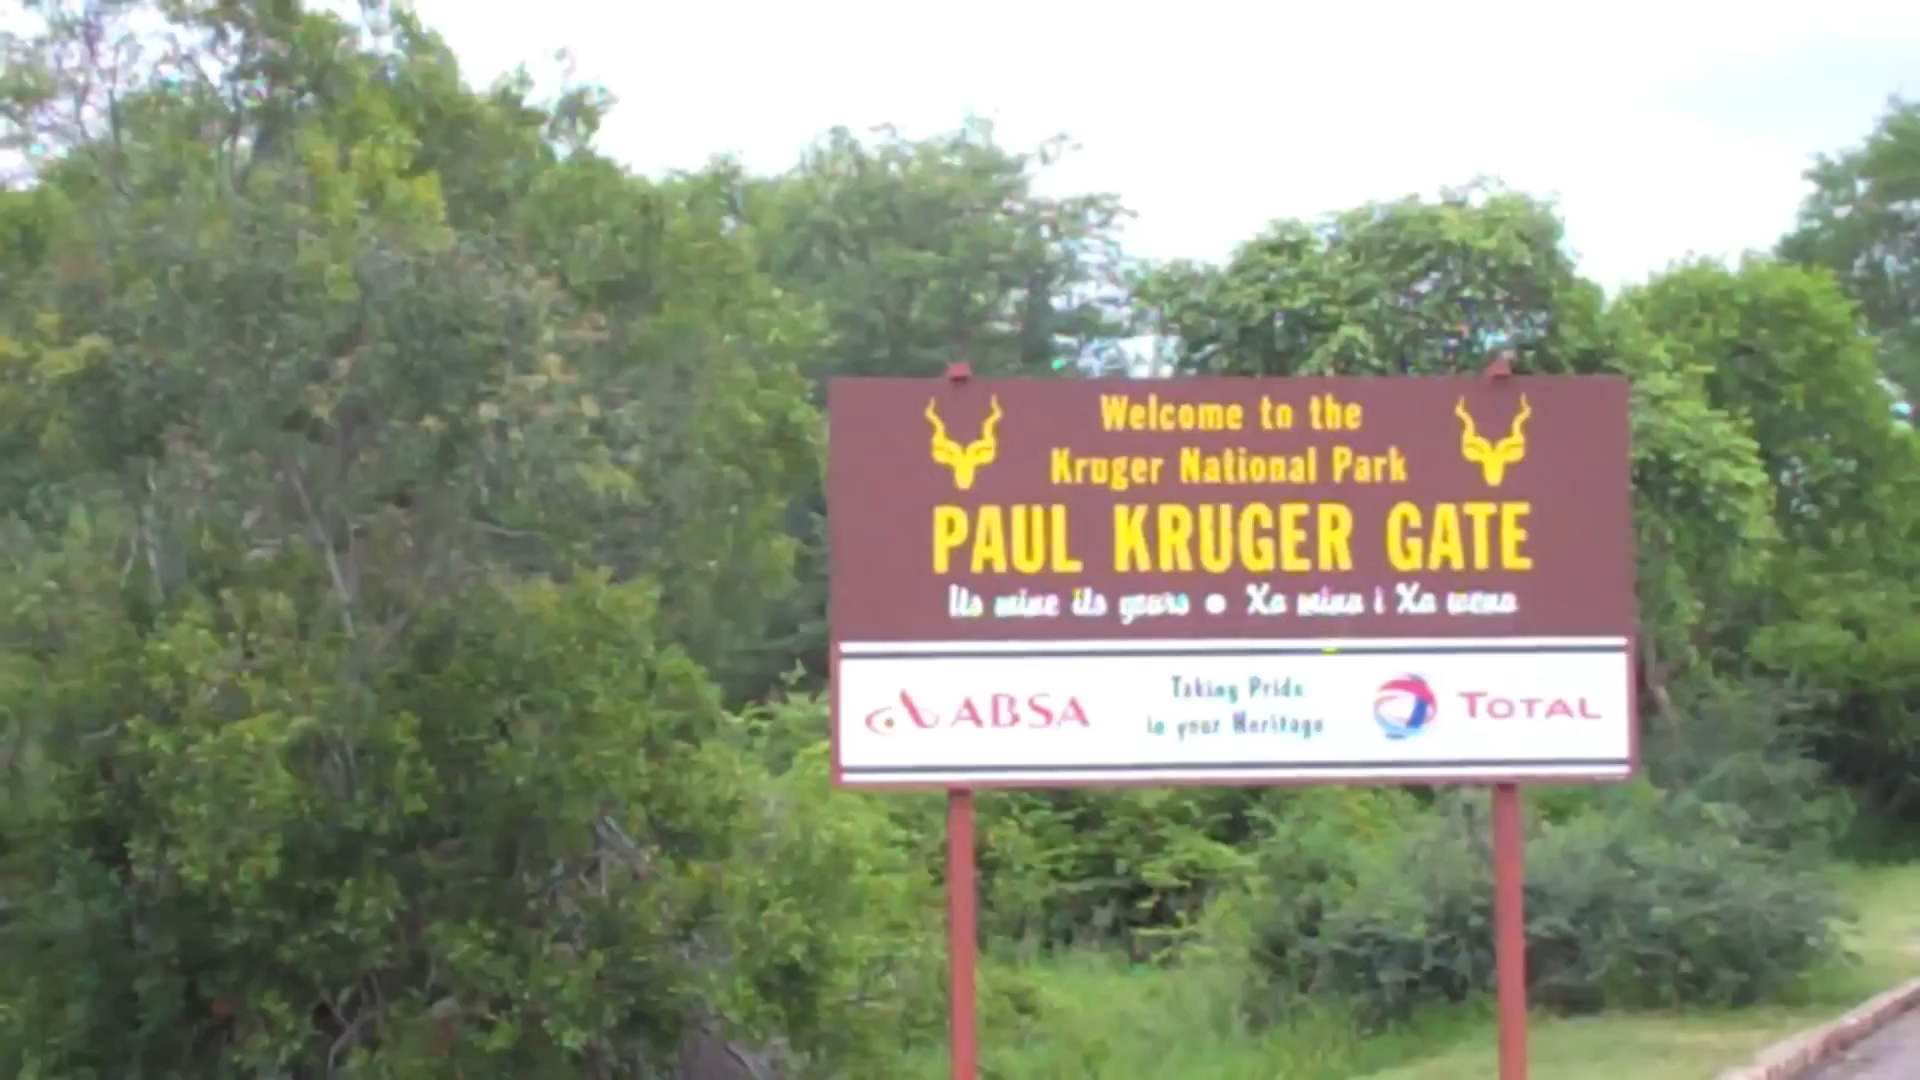 Welcome to the
Kruger National Park
PAUL KRUGER GATE
Its mine its yours • Xa mina i Xa wena
ABSA
Taking Pride
in your Heritage
TOTAL